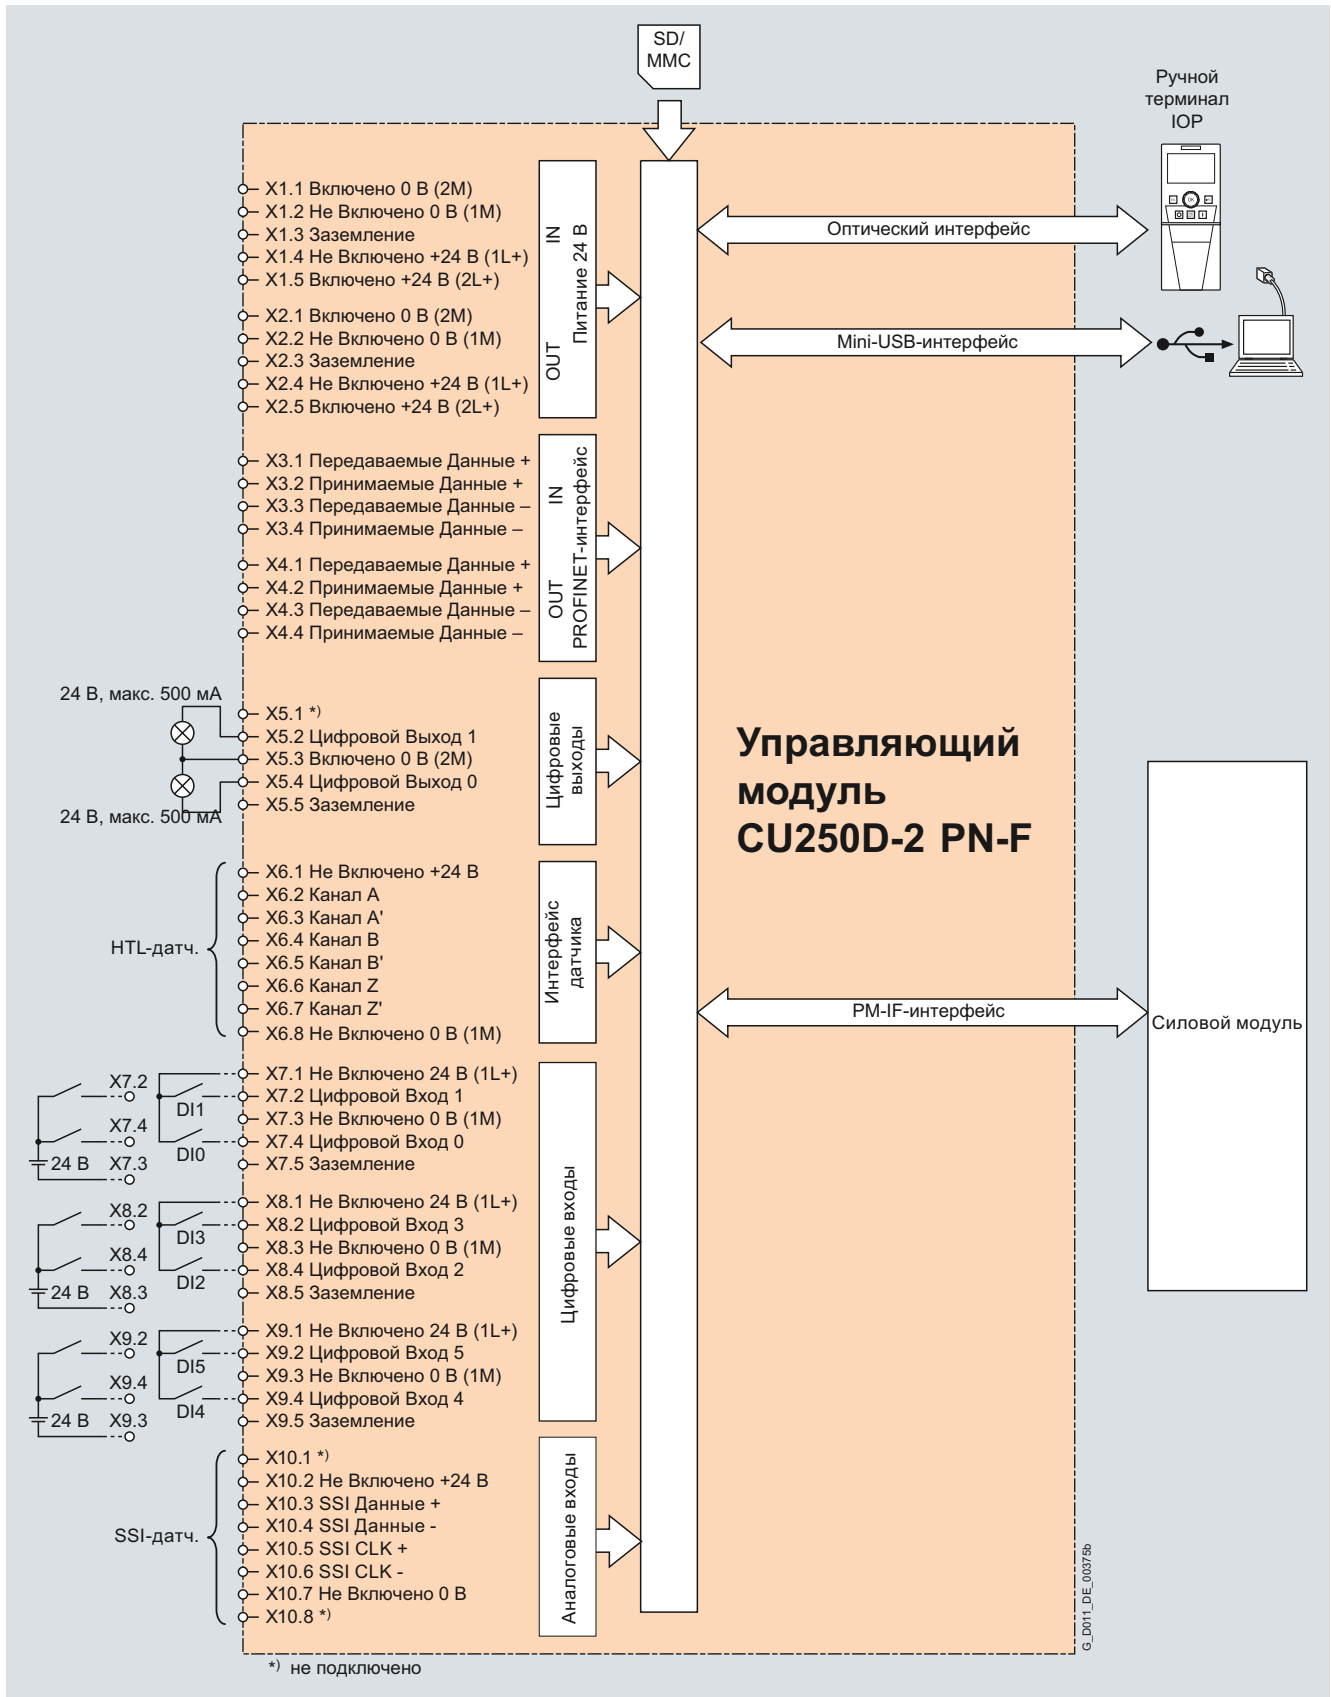 SD/
MMC
Ручной
терминал
IOP
X1.1 Включено 0 В (2M)
X1.2 Не Включено 0 В (1M)
X1.3 Заземление
X1.4 Не Включено +24 В (1L+)
X1.5 Включено +24 В (2L+)
X2.1 Включено 0 В (2M)
X2.2 Не Включено 0 В (1M)
X2.3 Заземление
X2.4 Не Включено +24 В (1L+)
X2.5 Включено +24 В (2L+)
IN
OUT
Питание 24 В
Оптический интерфейс
OK
Mini-USB-интерфейс
X3.1 Передаваемые Данные +
X3.2 Принимаемые Данные +
X3.3 Передаваемые Данные –
X3.4 Принимаемые Данные –
X4.1 Передаваемые Данные +
X4.2 Принимаемые Данные +
X4.3 Передаваемые Данные –
X4.4 Принимаемые Данные –
IN
OUT
PROFINET-интерфейс
24 В, макс. 500 мА
24 В, макс. 500 мА
X5.1 *)
X5.2 Цифровой Выход 1
X5.3 Включено 0 В (2M)
X5.4 Цифровой Выход 0
X5.5 Заземление
Цифровые
выходы
Управляющий
модуль
CU250D-2 PN-F
HTL-датч.
X6.1 Не Включено +24 В
X6.2 Канал A
X6.3 Канал A'
X6.4 Канал B
X6.5 Канал B'
X6.6 Канал Z
X6.7 Канал Z'
X6.8 Не Включено 0 В (1M)
Интерфейс
датчика
PM-IF-интерфейс
Силовой модуль
X7.2
X7.4
24 В
X7.3
DI1
DI0
X7.1 Не Включено 24 В (1L+)
X7.2 Цифровой Вход 1
X7.3 Не Включено 0 В (1M)
X7.4 Цифровой Вход 0
X7.5 Заземление
X8.2
X8.4
24 В
X8.3
DI3
DI2
X8.1 Не Включено 24 В (1L+)
X8.2 Цифровой Вход 3
X8.3 Не Включено 0 В (1M)
X8.4 Цифровой Вход 2
X8.5 Заземление
X9.2
X9.4
24 В
X9.3
DI5
DI4
X9.1 Не Включено 24 В (1L+)
X9.2 Цифровой Вход 5
X9.3 Не Включено 0 В (1M)
X9.4 Цифровой Вход 4
X9.5 Заземление
Цифровые входы
SSI-датч.
X10.1 *)
X10.2 Не Включено +24 В
X10.3 SSI Данные +
X10.4 SSI Данные -
X10.5 SSI CLK +
X10.6 SSI CLK -
X10.7 Не Включено 0 В
X10.8 *)
Аналоговые входы
G_D011_DE_00375b
*) не подключено